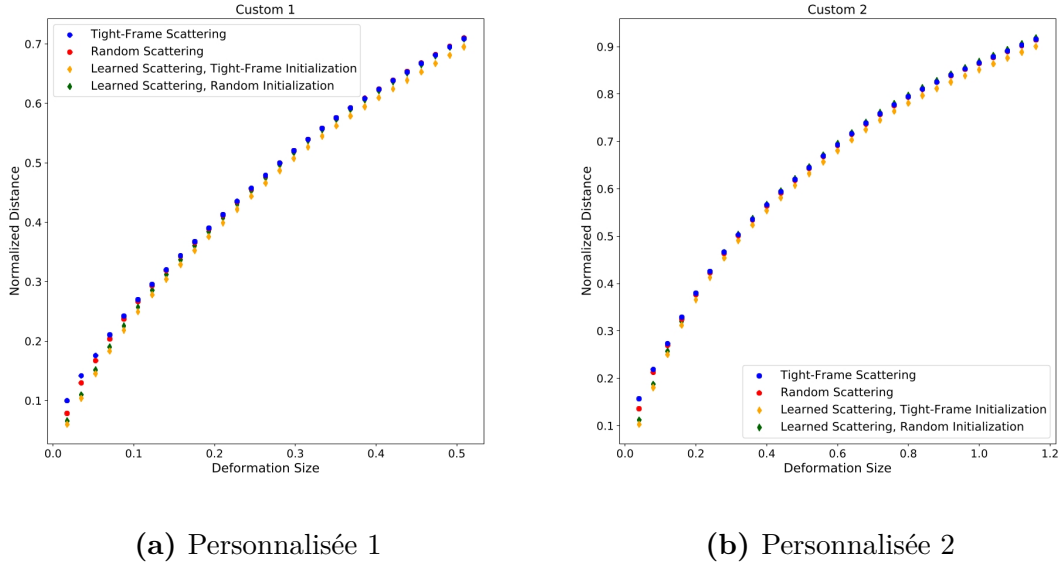 Custom 1
Normalized Distance
0.7
0.6
0.5
0.4
0.3
0.2
0.1
Tight-Frame Scattering
Random Scattering
Learned Scattering, Tight-Frame Initialization
Learned Scattering, Random Initialization
0.0 0.1 0.2 0.3 0.4 0.5
Deformation Size
Custom 2
Normalized Distance
0.9
0.8
0.7
0.6
0.5
0.4
0.3
0.2
0.1
Tight-Frame Scattering
Random Scattering
Learned Scattering, Tight-Frame Initialization
Learned Scattering, Random Initialization
0.0 0.2 0.4 0.6 0.8 1.0 1.2
Deformation Size
(a) Personnalisée 1
(b) Personnalisée 2